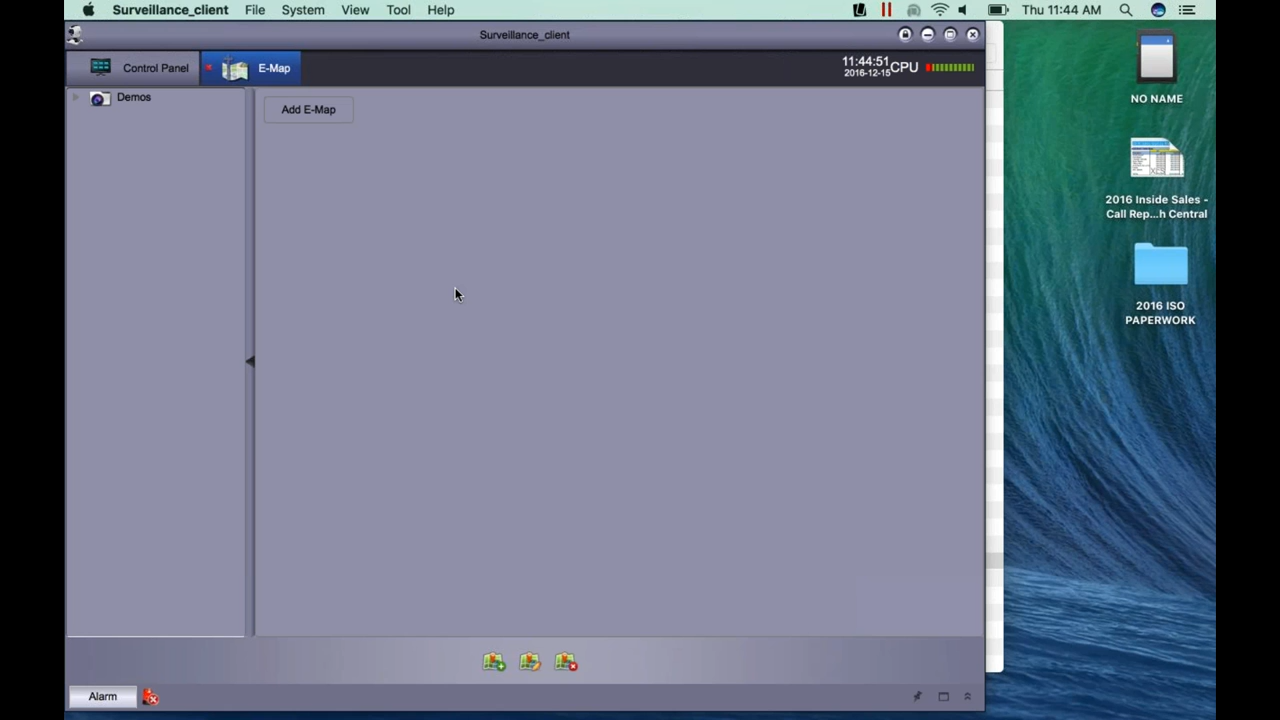 Surveillance_client File System View Tool Help Thu 11:44 AM
Surveillance_client
Control Panel E-Map 11:44:51 CPU
2016-12-15
Demos
Add E-Map
Alarm
NO NAME
2016 Inside Sales -
Call Rep...h Central
2016 ISO
PAPERWORK